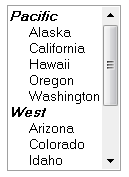 Pacific
Alaska
California
Hawaii
Oregon
Washington
West
Arizona
Colorado
Idaho